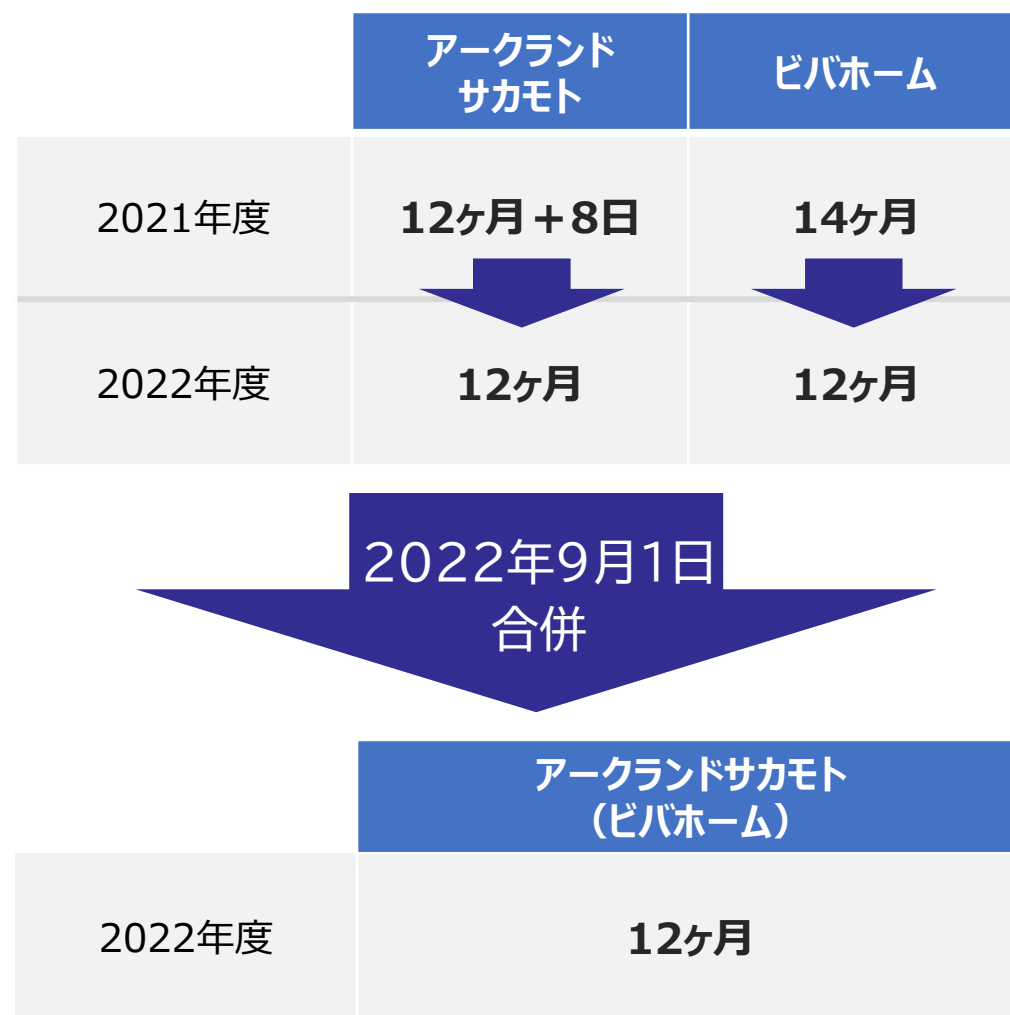 アークランド
サカモト
ビバホーム
2021年度
12ヶ月+8日
14ヶ月
2022年度
12ヶ月
12ヶ月
2022年9月1日
合併
アークランドサカモト
(ビバホーム)
2022年度
12ヶ月